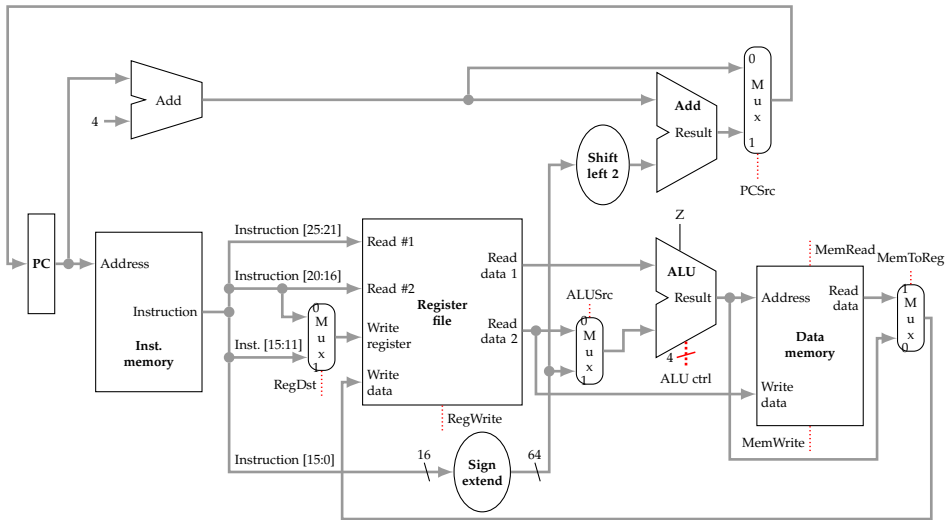 0
M
u
x
1
PCSrc
Add
4
Add
Result
Shift
left 2
PC
Address
Instruction
Inst.
memory
Instruction [25:21]
Instruction [20:16]
Inst. [15:11]
0
M
u
x
1
RegDst
Read #1
Read #2
Write
register
Write
data
Register
file
Read
data 1
Read
data 2
RegWrite
Instruction [15:0]
16
Sign
extend
64
ALUSrc
0
M
u
x
1
Z
ALU
Result
4
ALU ctrl
MemRead
Address
Read
data
Data
memory
Write
data
MemWrite
MemToReg
1
M
u
x
0